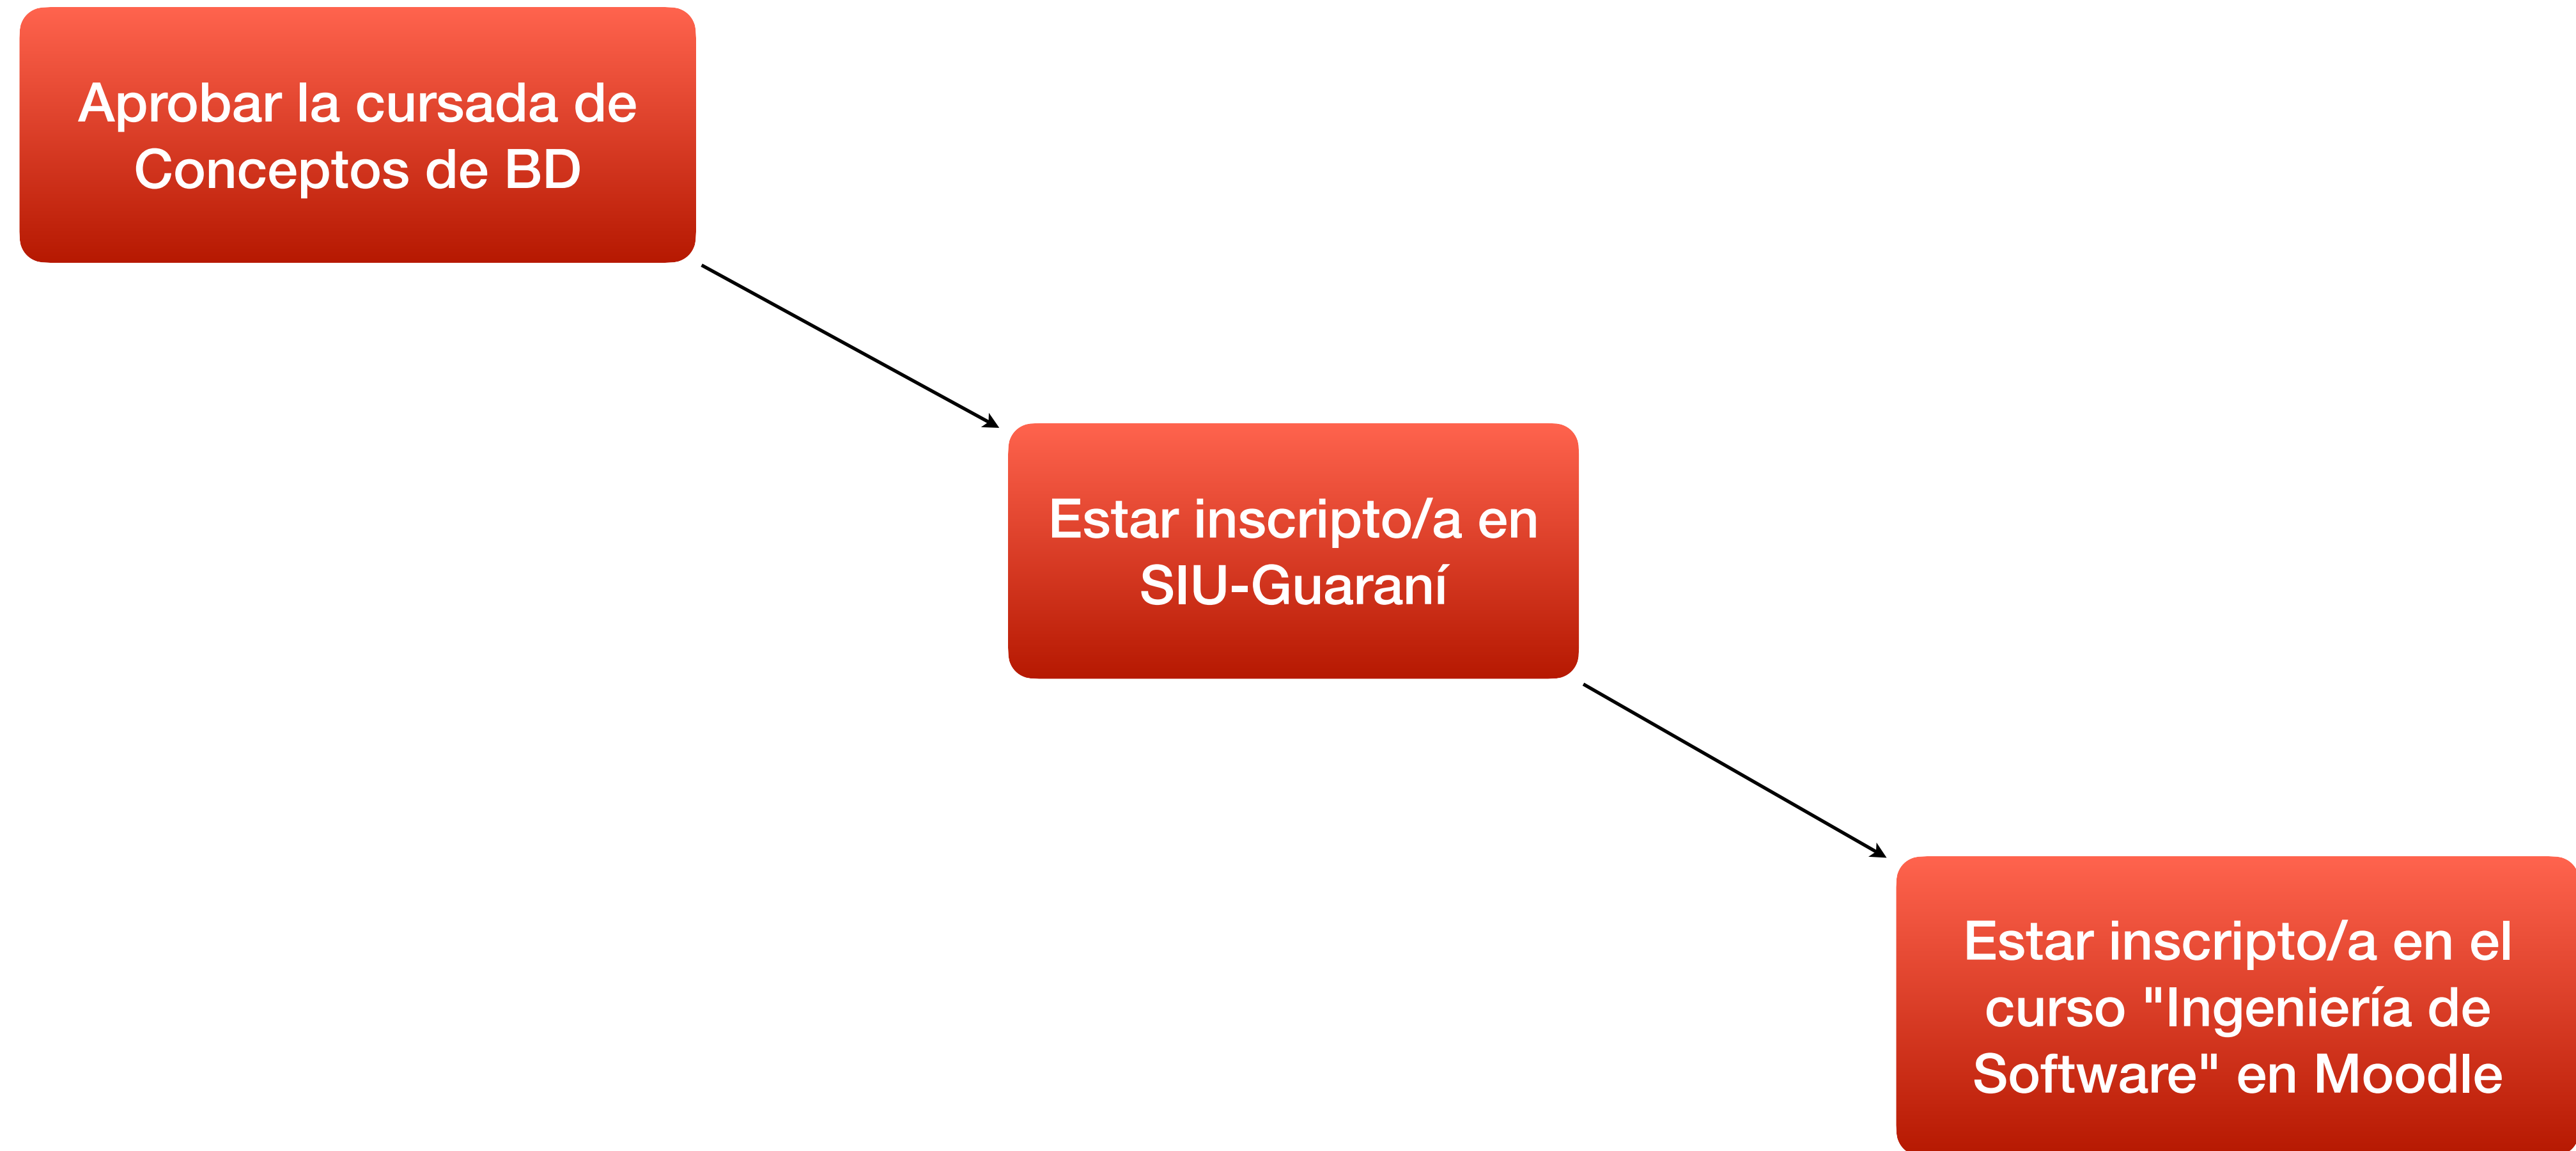 Aprobar la cursada de
Conceptos de BD
Estar inscripto/a en
SIU-Guaraní
Estar inscripto/a en el
curso "Ingeniería de
Software" en Moodle